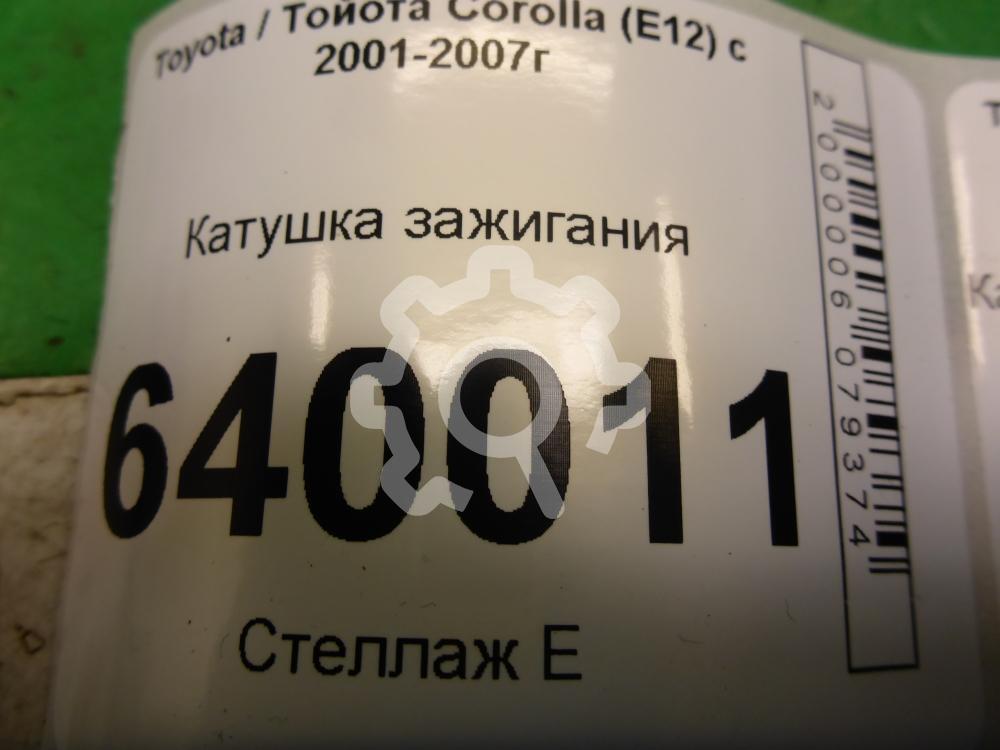 Toyota / Тойота Corolla (E12) с
2001-2007г
Катушка зажигания
640011
Стеллаж Е
2000006079374